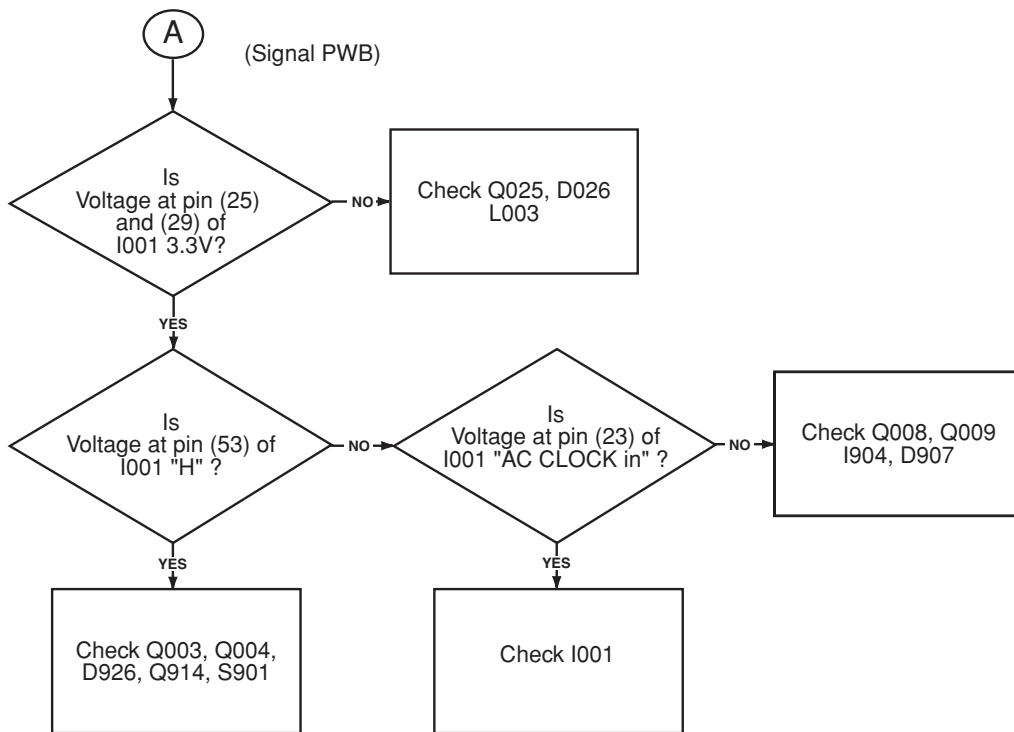 A
(Signal PWB)
Is
Voltage at pin (25)
and (29) of
I001 3.3V?
NO
Check Q025, D026
L003
YES
Is
Voltage at pin (53) of
I001 "H" ?
NO
Is
Voltage at pin (23) of
I001 "AC CLOCK in" ?
NO
Check Q008, Q009
I904, D907
YES
Check Q003, Q004,
D926, Q914, S901
YES
Check I001